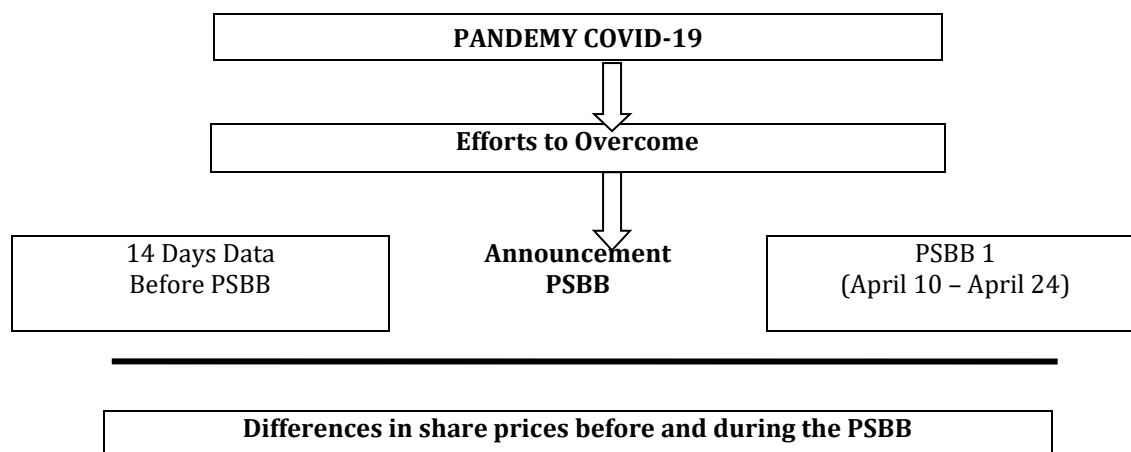 PANDEMY COVID-19
Efforts to Overcome
14 Days Data
Before PSBB
Announcement
PSBB
PSBB 1
(April 10 – April 24)
Differences in share prices before and during the PSBB